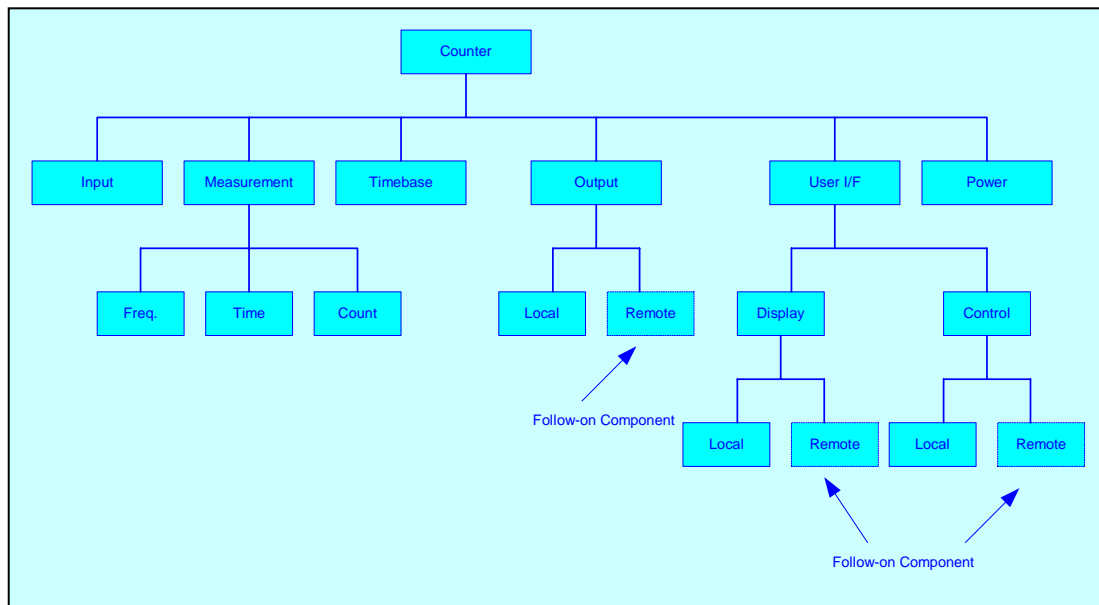 Counter
Input
Measurement
Timebase
Output
User I/F
Power
Freq.
Time
Count
Local
Remote
Display
Control
Follow-on Component
Local
Remote
Local
Remote
Follow-on Component